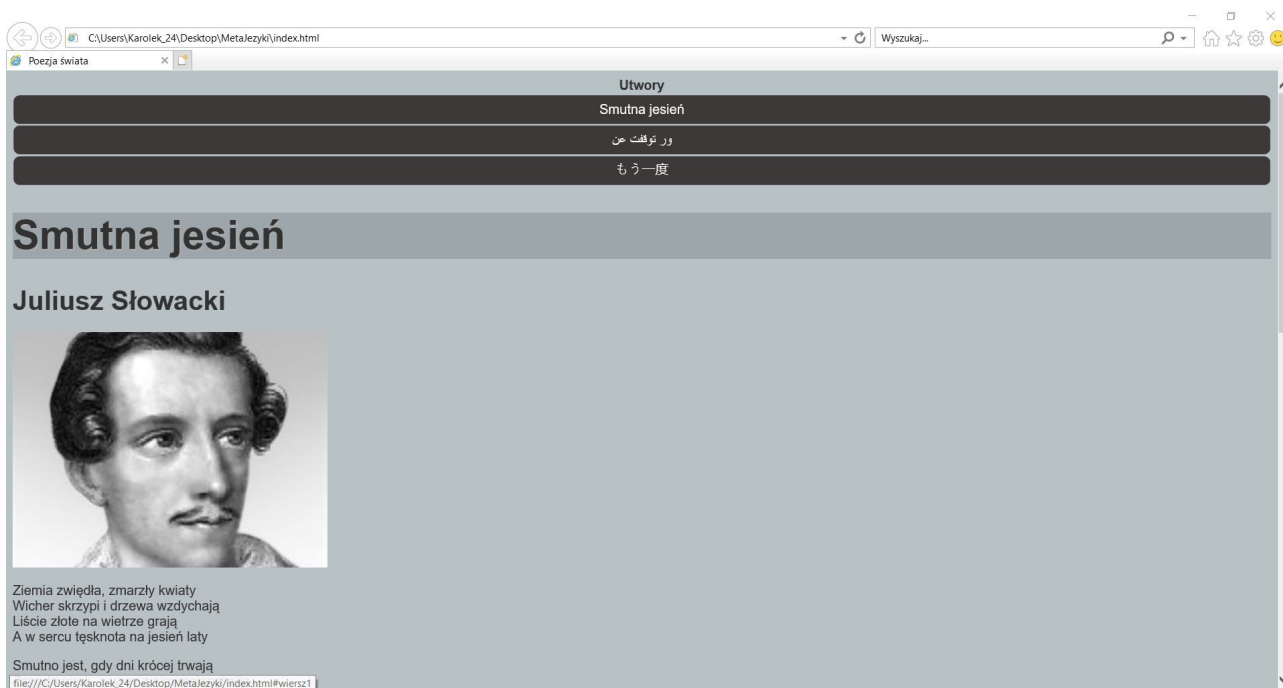 C:\Users\Karolek_24\Desktop\MetaJezyki\index.html
Wyszukaj...
Poezja świata
Utwory
Smutna jesień
ور توقفت عن
もう一度
Smutna jesień
Juliusz Słowacki
Ziemia zwiędła, zmarzły kwiaty
Wicher skrzypi i drzewa wzdychają
Liście złote na wietrze grają
A w sercu tęsknota na jesień laty
Smutno jest, gdy dni krócej trwają
file:///C:/Users/Karolek_24/Desktop/MetaJezyki/index.html#wiersz1